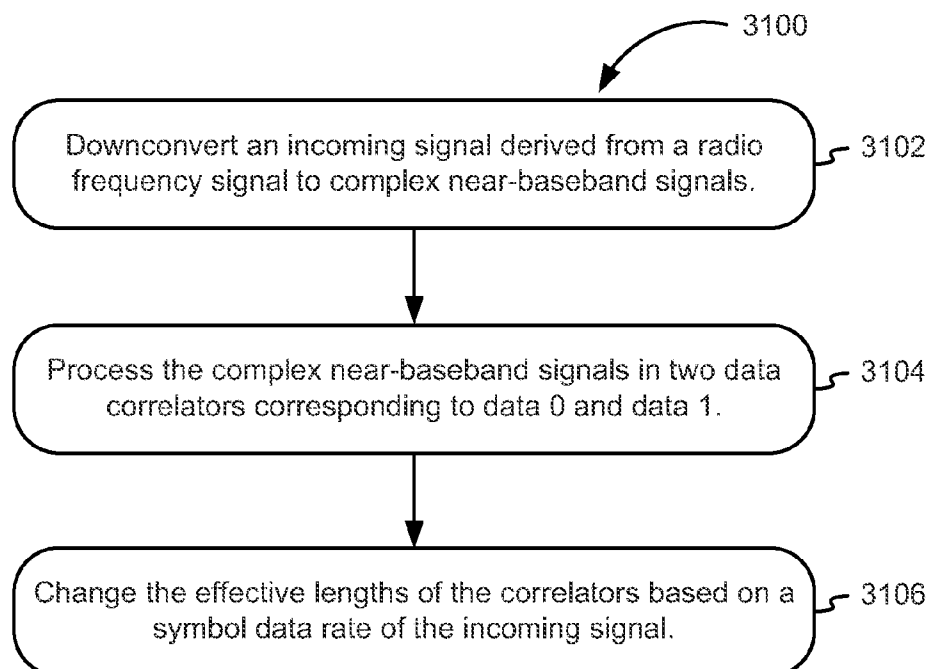 3100
Downconvert an incoming signal derived from a radio
frequency signal to complex near-baseband signals.
3102
Process the complex near-baseband signals in two data
correlators corresponding to data 0 and data 1.
3104
Change the effective lengths of the correlators based on a
symbol data rate of the incoming signal.
3106